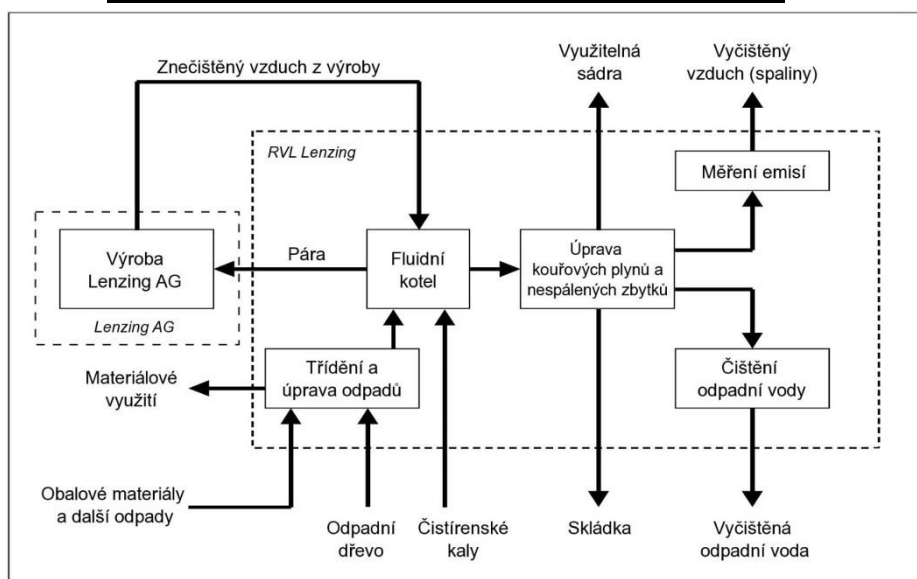 Znečištěný vzduch z výroby
Využitelná
sádra
Vyčištěný
vzduch (spaliny)
RVL Lenzing
Měření emisí
Výroba
Lenzing AG
Lenzing AG
Pára
Fluidní
kotel
Úprava
kouřových plynů a
nespálených zbytků
Materiálové
využití
Třídění a
úprava odpadů
Čištění
odpadní vody
Obalové materiály
a další odpady
Odpadní
dřevo
Čistírenské
kaly
Skládka
Vyčištěná
odpadní voda